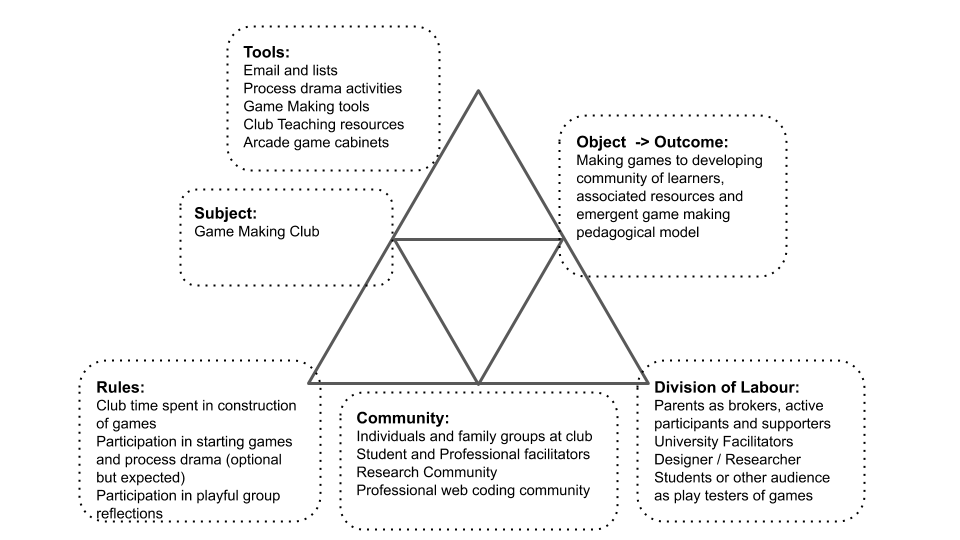 Tools:
Email and lists
Process drama activities
Game Making tools
Club Teaching resources
Arcade game cabinets
Object -> Outcome:
Making games to developing
community of learners,
associated resources and
emergent game making
pedagogical model
Subject:
Game Making Club
Rules:
Club time spent in construction
of games
Participation in starting games
and process drama (optional
but expected)
Participation in playful group
reflections
Community:
Individuals and family groups at club
Student and Professional facilitators
Research Community
Professional web coding community
Division of Labour:
Parents as brokers, active
participants and supporters
University Facilitators
Designer / Researcher
Students or other audience
as play testers of games